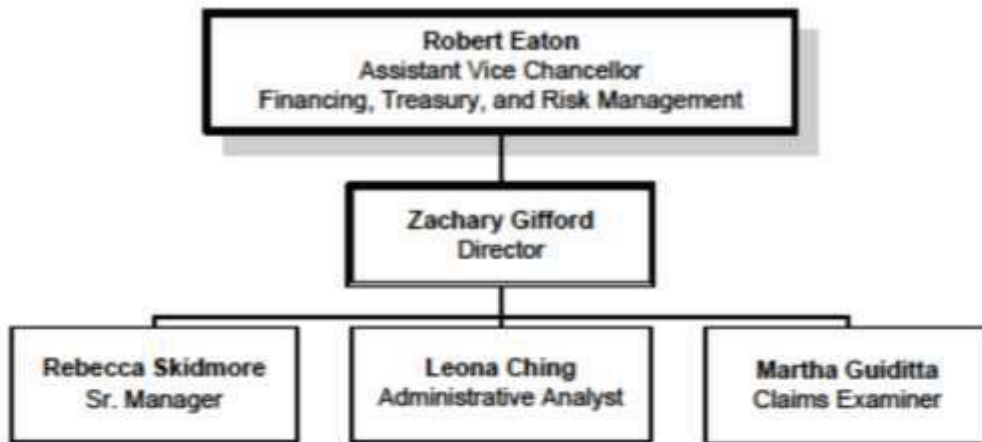 Robert Eaton
Assistant Vice Chancellor
Financing, Treasury, and Risk Management
Zachary Gifford
Director
Rebecca Skidmore
Sr. Manager
Leona Ching
Administrative Analyst
Martha Guiditta
Claims Examiner